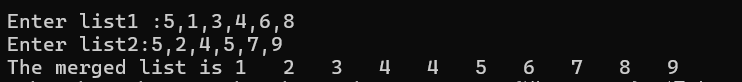 Enter list1 :5,1,3,4,6,8
Enter list2:5,2,4,5,7,9
The merged list is 1   2   3   4   4   5   6   7   8   9